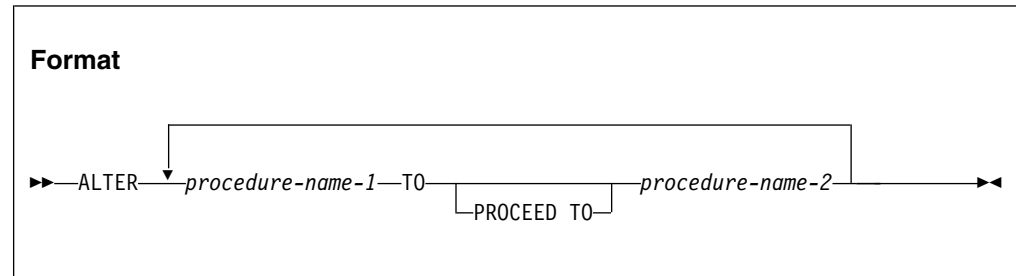 Format
ALTER procedure-name-1 TO procedure-name-2
PROCEED TO